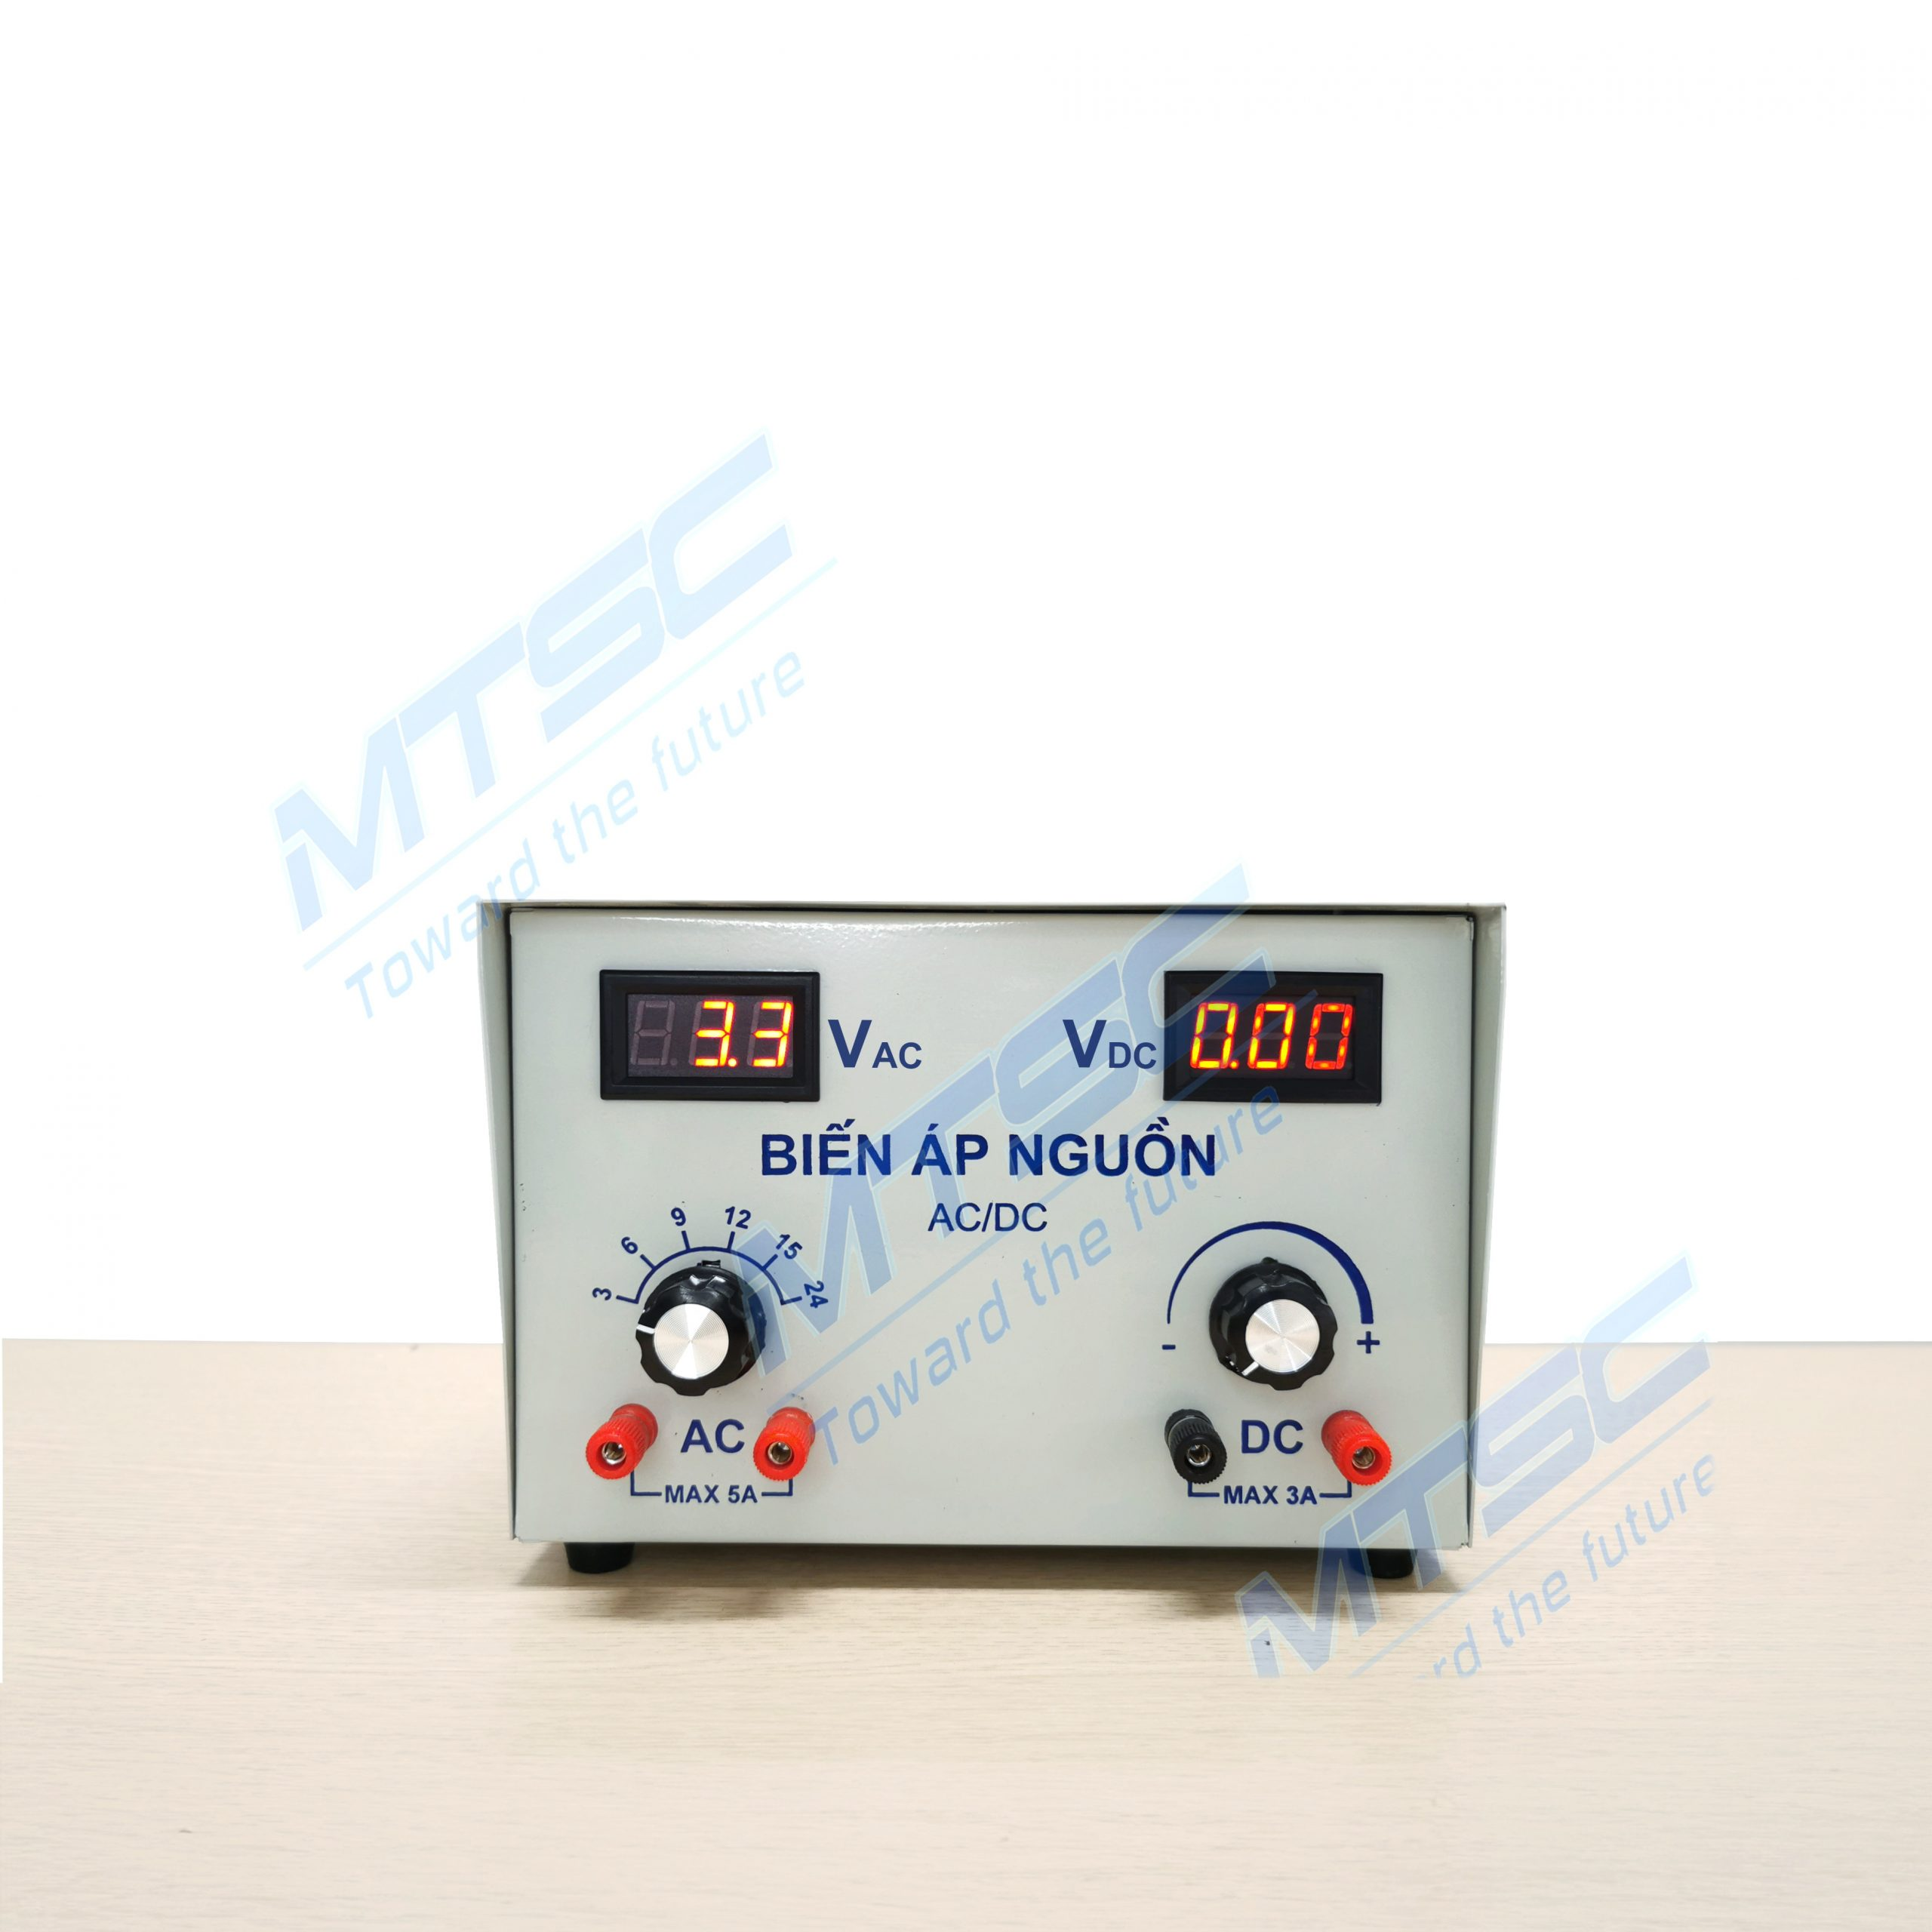 MTSC
Toward the future
3.3 VAC
VDC 0.00
BIẾN ÁP NGUỒN
AC/DC
3 6 9 12 15 24
- +
AC
DC
MAX 5A
MAX 3A
MTSC
Toward the future
MTSC
rd the future